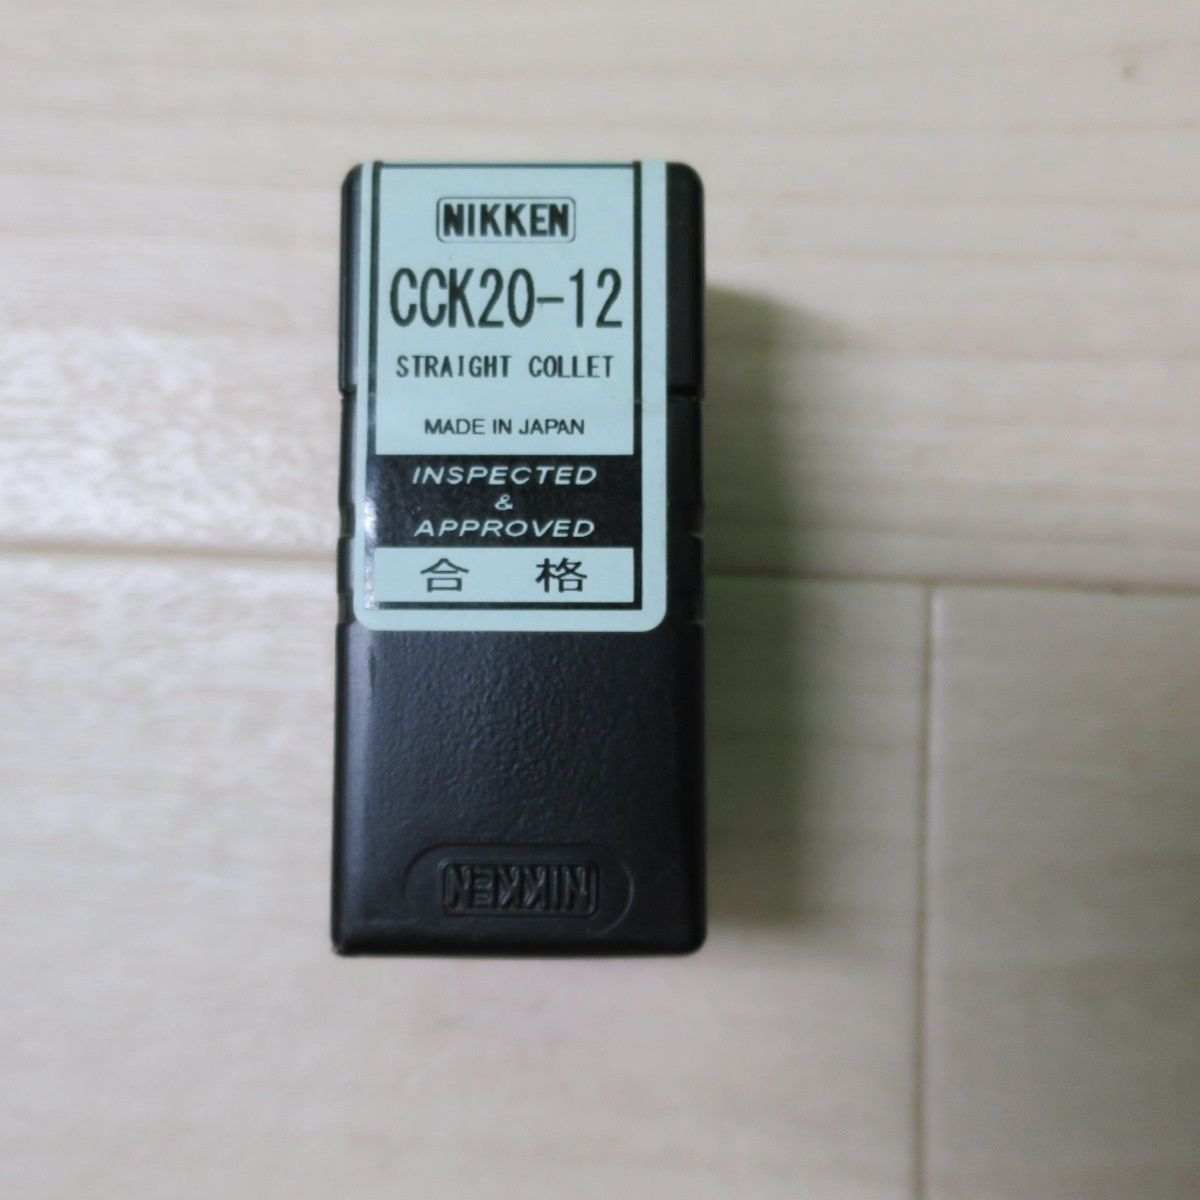 NIKKEN
CCK20-12
STRAIGHT COLLET
MADE IN JAPAN
INSPECTED
&
APPROVED
合 格
NIKKEN